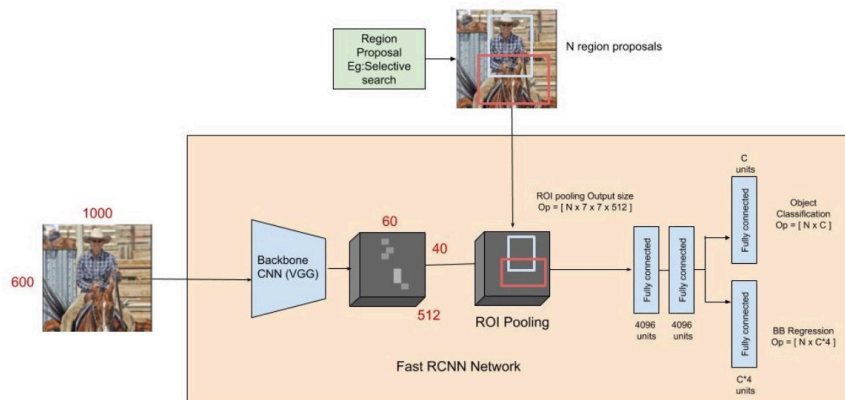 Region
Proposal
Eg:Selective
search
N region proposals
1000
600
Backbone
CNN (VGG)
60
40
512
ROI pooling Output size
Op = [ N x 7 x 7 x 512 ]
ROI Pooling
Fully connected
4096
units
Fully connected
4096
units
C
units
Fully connected
Object
Classification
Op = [ N x C ]
Fully connected
C*4
units
BB Regression
Op = [ N x C*4 ]
Fast RCNN Network